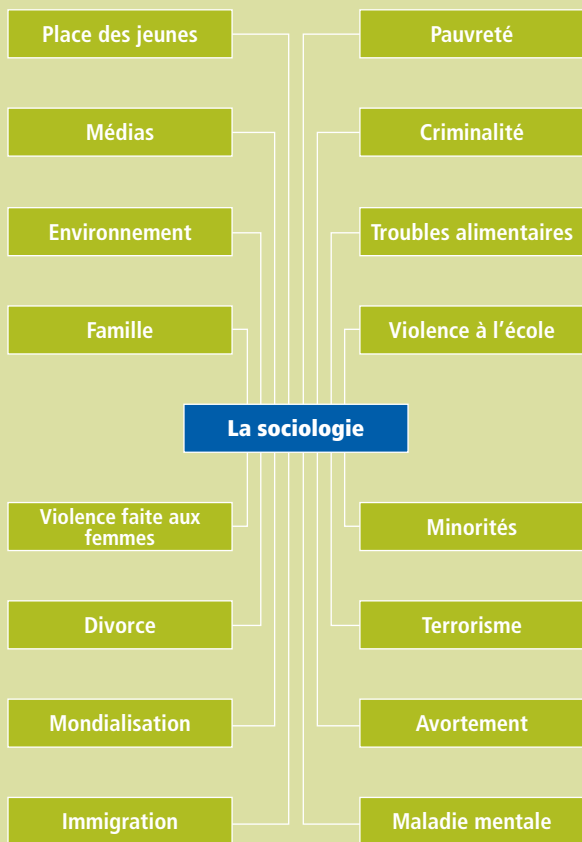 Place des jeunes
Pauvreté
Médias
Criminalité
Environnement
Troubles alimentaires
Famille
Violence à l'école
La sociologie
Violence faite aux
femmes
Minorités
Divorce
Terrorisme
Mondialisation
Avortement
Immigration
Maladie mentale